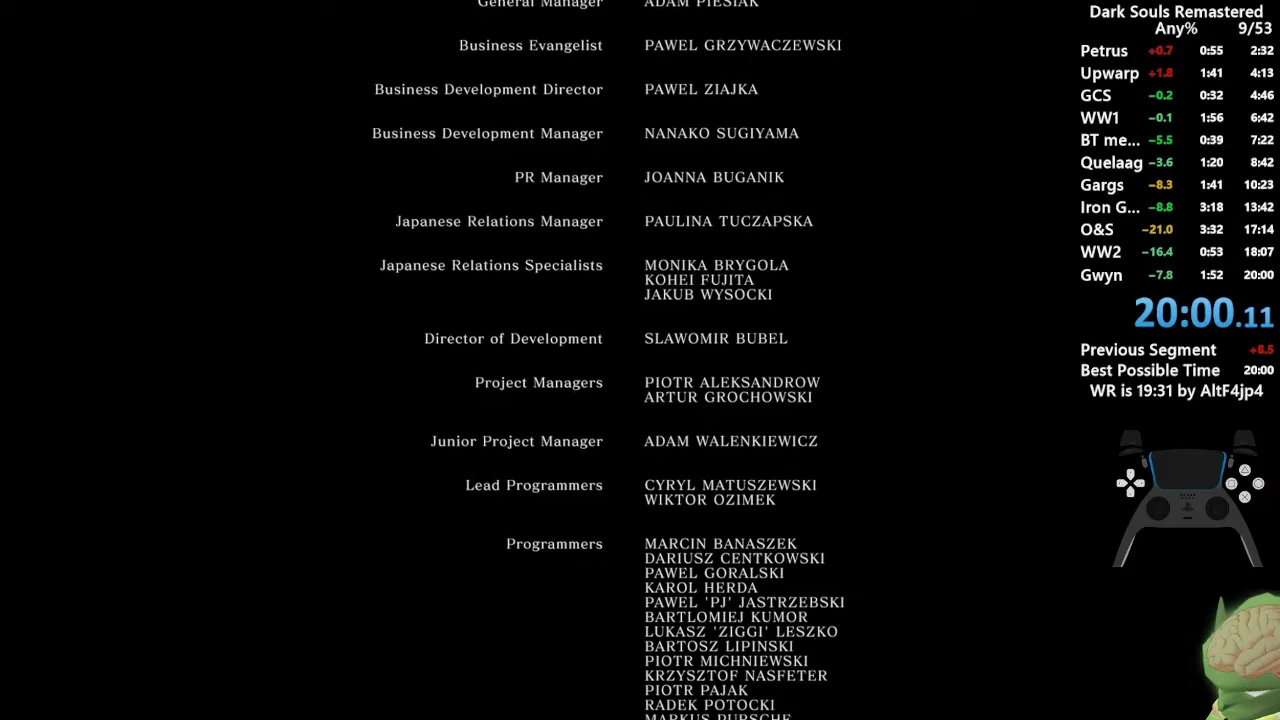 General Manager ADAM PIESIAK
Business Evangelist PAWEL GRZYWACZEWSKI
Business Development Director PAWEL ZIAJKA
Business Development Manager NANAKO SUGIYAMA
PR Manager JOANNA BUGANIK
Japanese Relations Manager PAULINA TUCZAPSKA
Japanese Relations Specialists MONIKA BRYGOLA
KOHEI FUJITA
JAKUB WYSOCKI
Director of Development SLAWOMIR BUBEL
Project Managers PIOTR ALEKSANDROW
ARTUR GROCHOWSKI
Junior Project Manager ADAM WALENKIEWICZ
Lead Programmers CYRYL MATUSZEWSKI
WIKTOR OZIMEK
Programmers MARCIN BANASZEK
DARIUSZ CENTKOWSKI
PAWEL GORALSKI
KAROL HERDA
PAWEL 'PJ' JASTRZEBSKI
BARTLOMIEJ KUMOR
LUKASZ 'ZIGGI' LESZKO
BARTOSZ LIPINSKI
PIOTR MICHNIEWSKI
KRZYSZTOF NASFETER
PIOTR PAJAK
RADEK POTOCKI
MARKUS PURSCHE
Dark Souls Remastered
Any% 9/53
Petrus +0.7 0:55 2:32
Upwarp +1.8 1:41 4:13
GCS −0.2 0:32 4:46
WW1 −0.1 1:56 6:42
BT me... −5.5 0:39 7:22
Quelaag −3.6 1:20 8:42
Gargs −8.3 1:41 10:23
Iron G... −8.8 3:18 13:42
O&S −21.0 3:32 17:14
WW2 −16.4 0:53 18:07
Gwyn −7.8 1:52 20:00
20:00.11
Previous Segment +8.5
Best Possible Time 20:00
WR is 19:31 by AltF4jp4